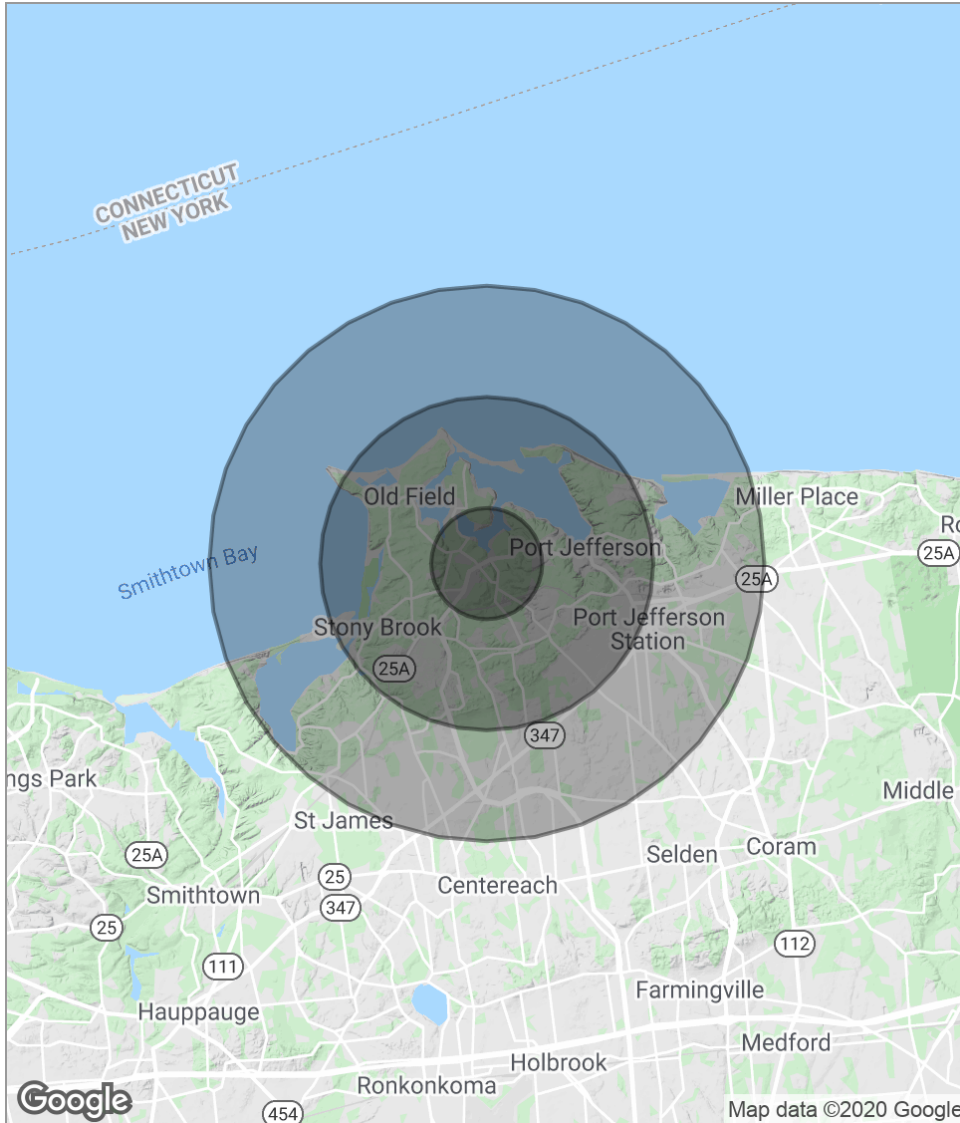 CONNECTICUT
NEW YORK
Old Field
Miller Place
Ro
Port Jefferson
25A
Smithtown Bay
25A
Port Jefferson
Station
Stony Brook
25A
347
ngs Park
Middle
St James
25A
Selden
Coram
25
Centereach
Smithtown
347
25
112
111
Farmingville
Hauppauge
Medford
Holbrook
Ronkonkoma
Google
454
Map data ©2020 Google